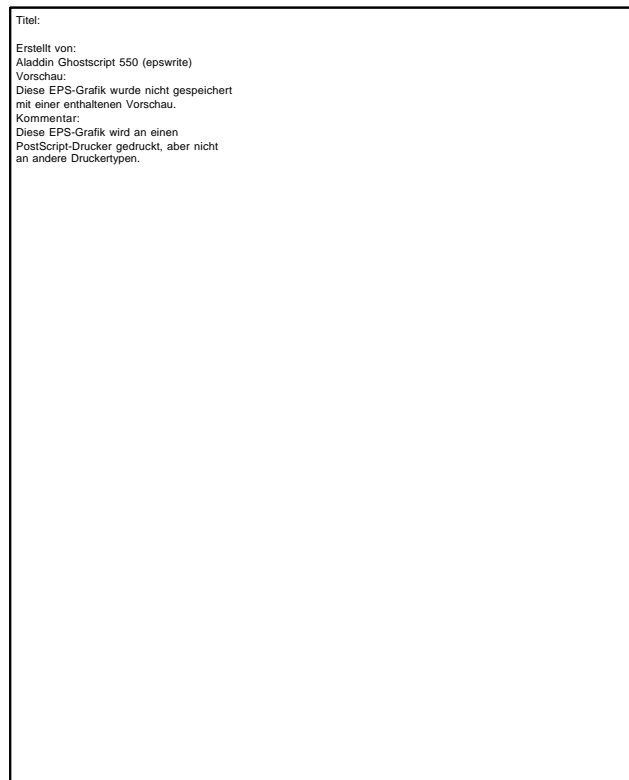 Titel:
Erstellt von:
Aladdin Ghostscript 550 (epswrite)
Vorschau:
Diese EPS-Grafik wurde nicht gespeichert
mit einer enthaltenen Vorschau.
Kommentar:
Diese EPS-Grafik wird an einen
PostScript-Drucker gedruckt, aber nicht
an andere Druckertypen.